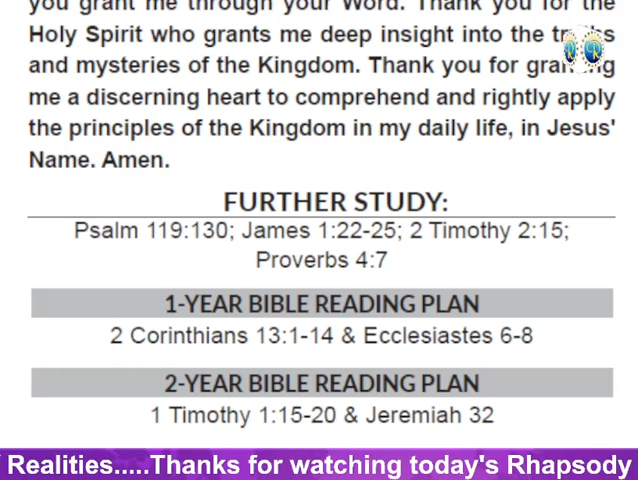 you grant me through your Word. Thank you for the
Holy Spirit who grants me deep insight into the truths
and mysteries of the Kingdom. Thank you for granting
me a discerning heart to comprehend and rightly apply
the principles of the Kingdom in my daily life, in Jesus'
Name. Amen.
FURTHER STUDY:
Psalm 119:130; James 1:22-25; 2 Timothy 2:15;
Proverbs 4:7
1-YEAR BIBLE READING PLAN
2 Corinthians 13:1-14 & Ecclesiastes 6-8
2-YEAR BIBLE READING PLAN
1 Timothy 1:15-20 & Jeremiah 32
Realities.....Thanks for watching today's Rhapsody